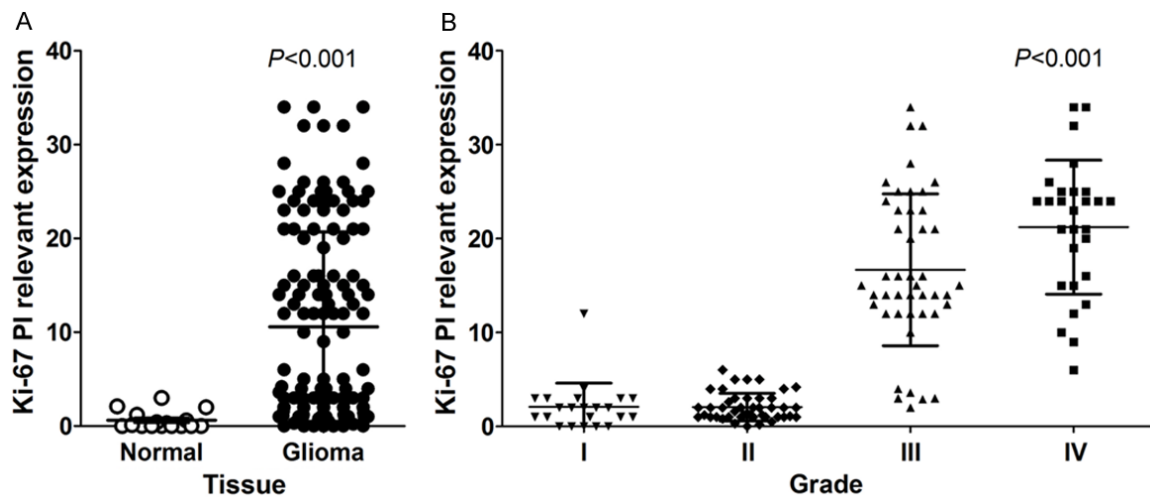 A
Ki-67 PI relevant expression
40
30
20
10
0
P<0.001
Normal
Glioma
Tissue
B
Ki-67 PI relevant expression
40
30
20
10
0
P<0.001
I
II
III
IV
Grade